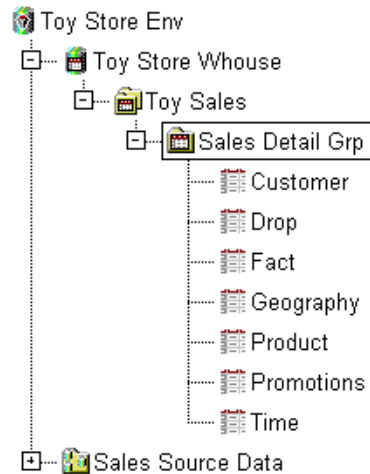 Toy Store Env
Toy Store Whouse
Toy Sales
Sales Detail Grp
Customer
Drop
Fact
Geography
Product
Promotions
Time
Sales Source Data